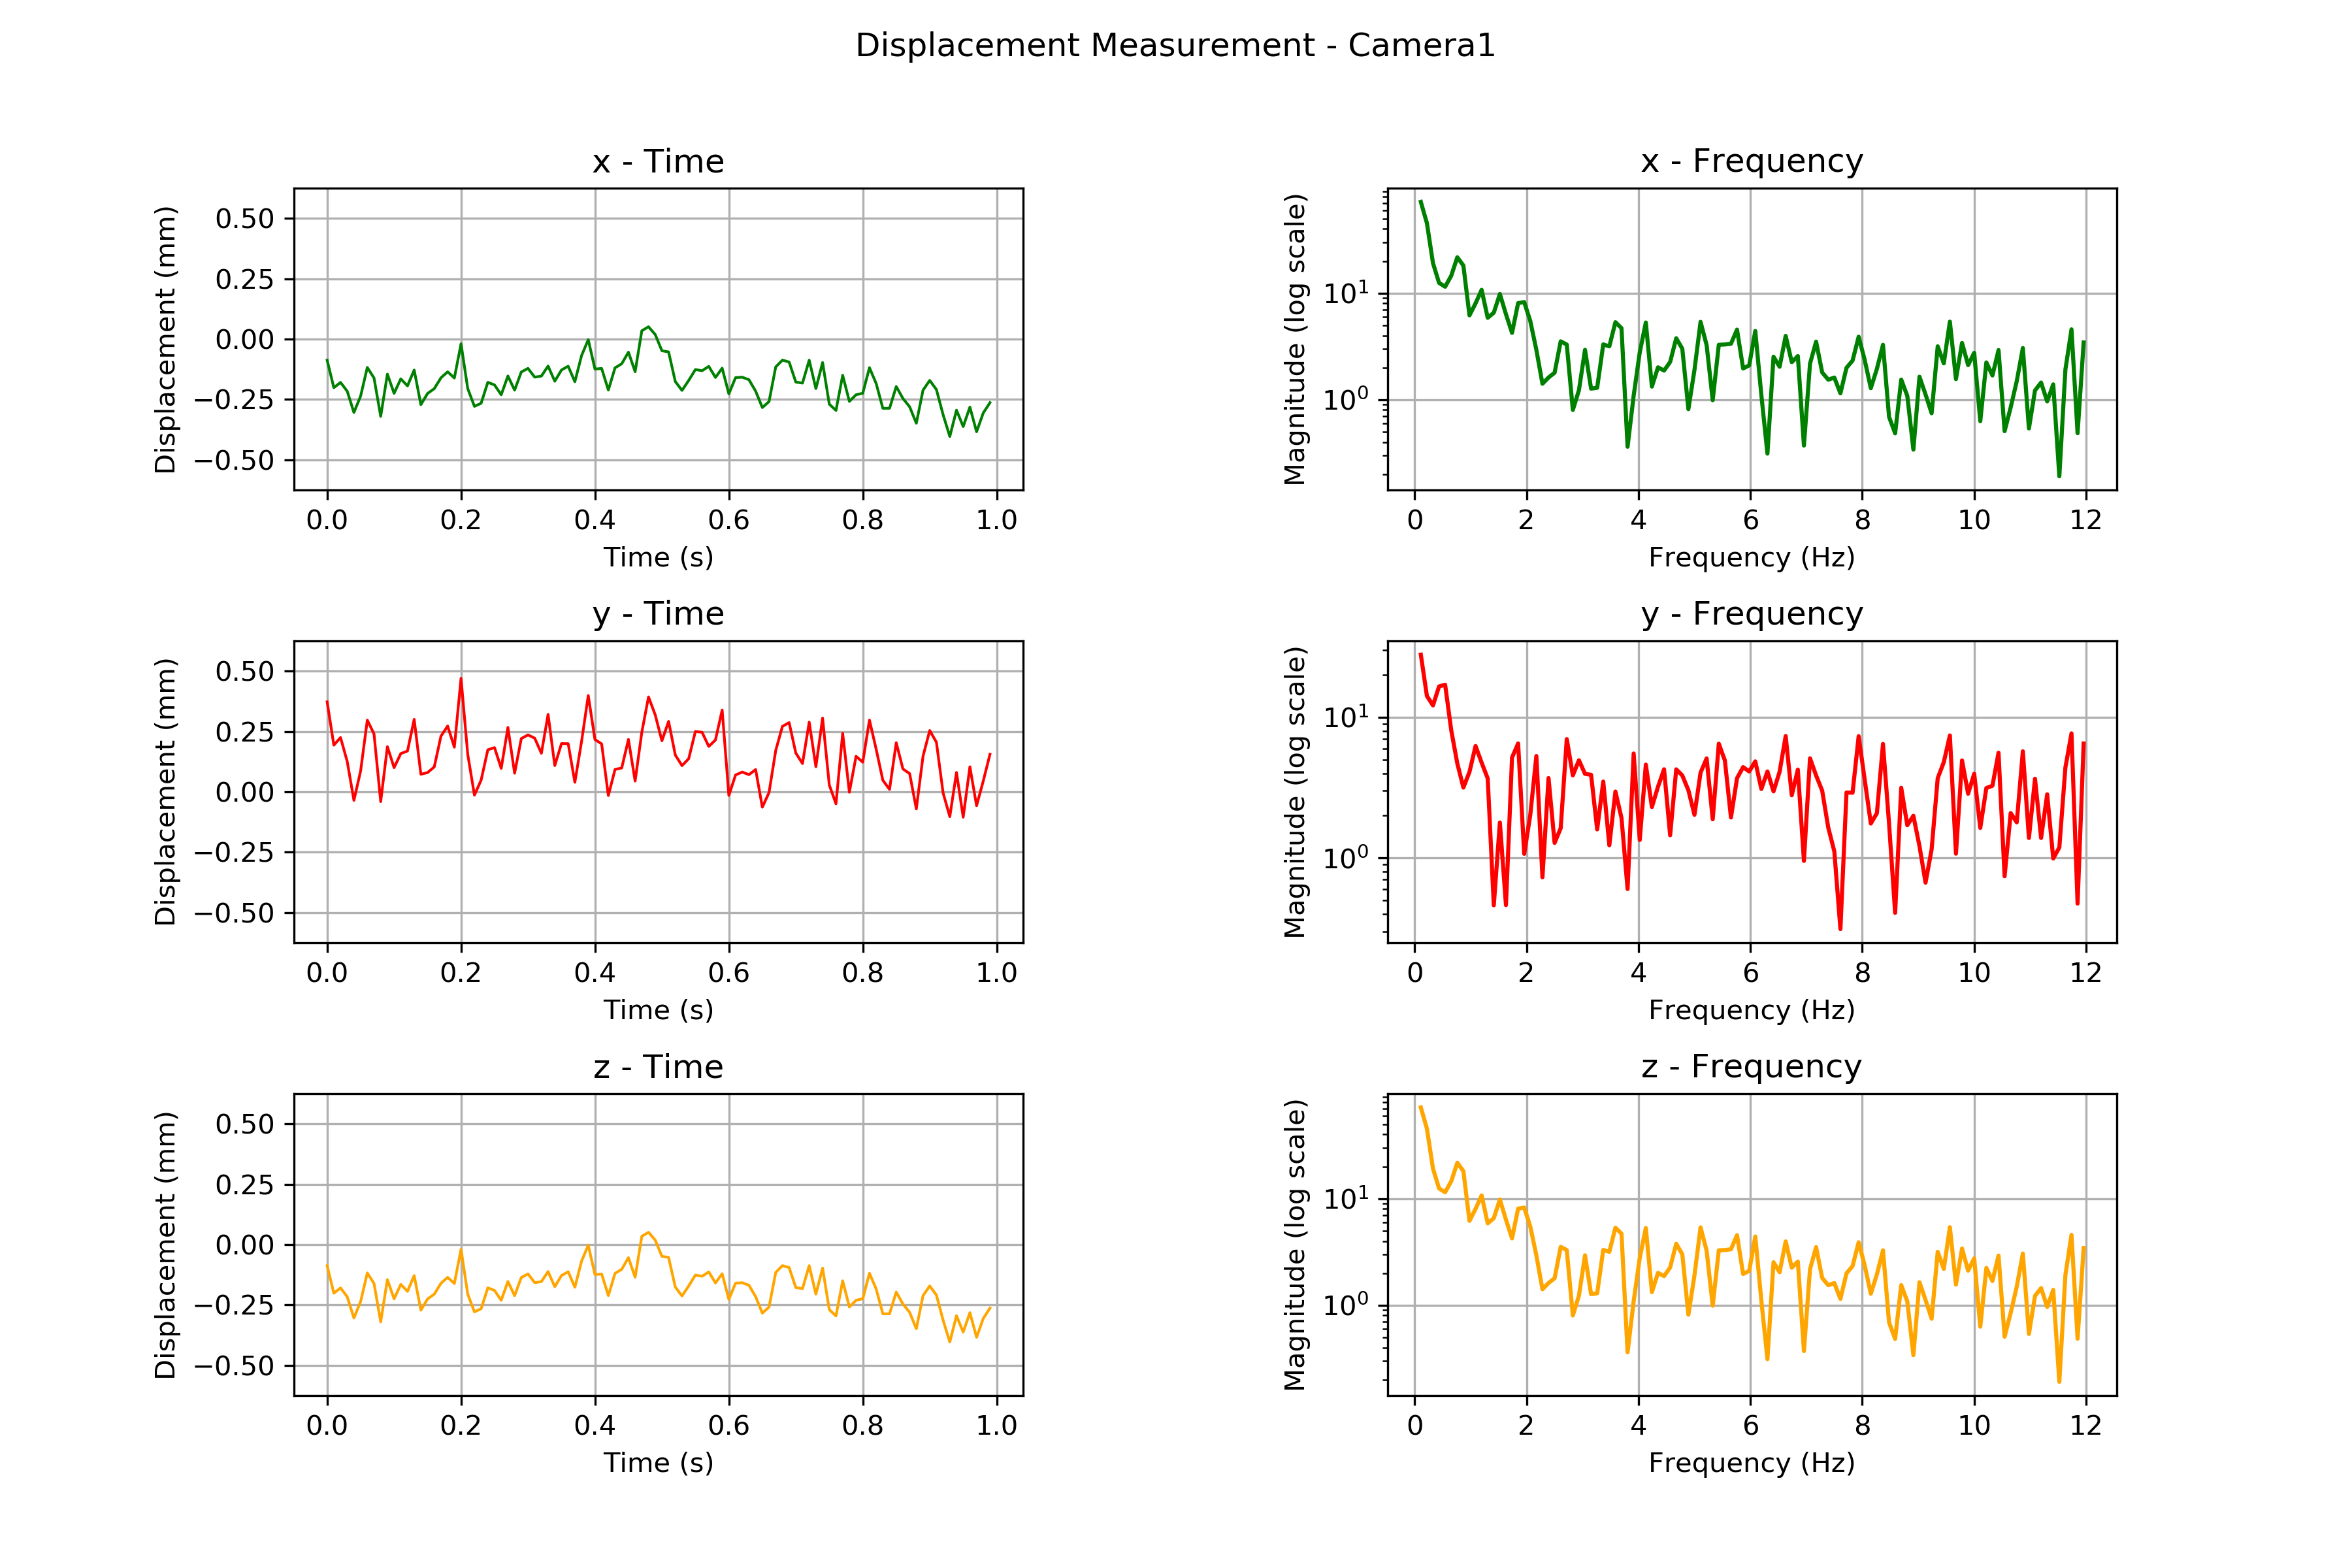 Displacement Measurement - Camera1
x - Time
Displacement (mm)
0.50
0.25
0.00
−0.25
−0.50
0.0 0.2 0.4 0.6 0.8 1.0
Time (s)
x - Frequency
Magnitude (log scale)
10¹
10⁰
0 2 4 6 8 10 12
Frequency (Hz)
y - Time
Displacement (mm)
0.50
0.25
0.00
−0.25
−0.50
0.0 0.2 0.4 0.6 0.8 1.0
Time (s)
y - Frequency
Magnitude (log scale)
10¹
10⁰
0 2 4 6 8 10 12
Frequency (Hz)
z - Time
Displacement (mm)
0.50
0.25
0.00
−0.25
−0.50
0.0 0.2 0.4 0.6 0.8 1.0
Time (s)
z - Frequency
Magnitude (log scale)
10¹
10⁰
0 2 4 6 8 10 12
Frequency (Hz)